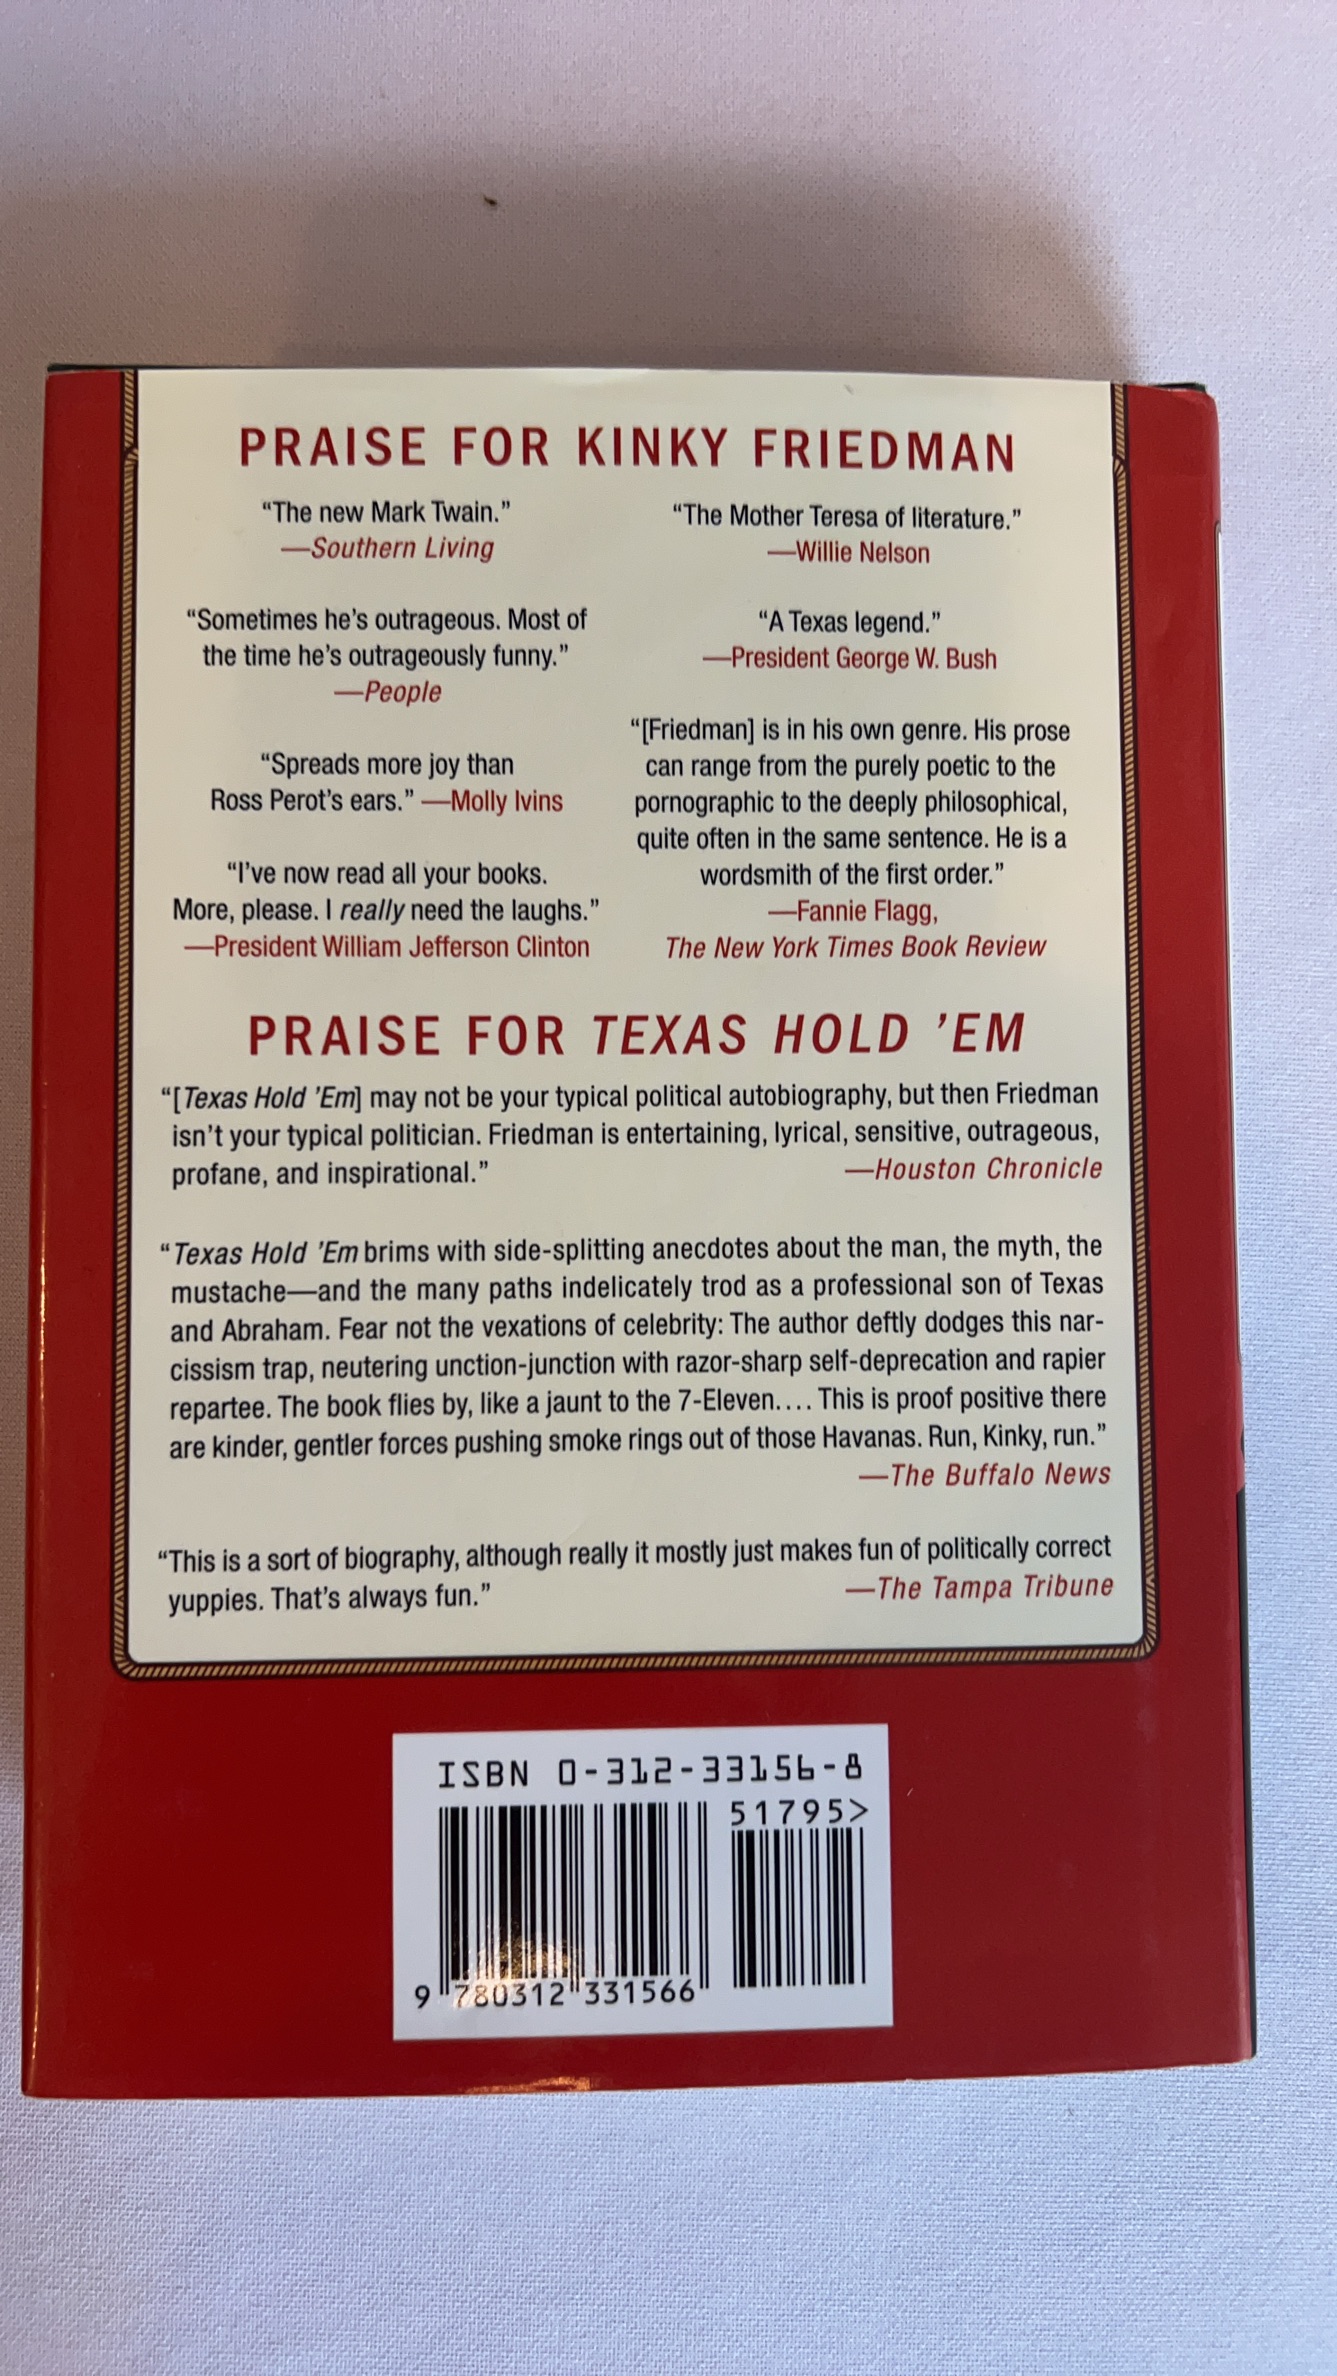 PRAISE FOR KINKY FRIEDMAN
“The new Mark Twain.”
—Southern Living
“Sometimes he’s outrageous. Most of
the time he’s outrageously funny.”
—People
“Spreads more joy than
Ross Perot’s ears.” —Molly Ivins
“I’ve now read all your books.
More, please. I really need the laughs.”
—President William Jefferson Clinton
“The Mother Teresa of literature.”
—Willie Nelson
“A Texas legend.”
—President George W. Bush
“[Friedman] is in his own genre. His prose
can range from the purely poetic to the
pornographic to the deeply philosophical,
quite often in the same sentence. He is a
wordsmith of the first order.”
—Fannie Flagg,
The New York Times Book Review
PRAISE FOR TEXAS HOLD ’EM
“[Texas Hold ’Em] may not be your typical political autobiography, but then Friedman
isn’t your typical politician. Friedman is entertaining, lyrical, sensitive, outrageous,
profane, and inspirational.” —Houston Chronicle
“Texas Hold ’Em brims with side-splitting anecdotes about the man, the myth, the
mustache—and the many paths indelicately trod as a professional son of Texas
and Abraham. Fear not the vexations of celebrity: The author deftly dodges this nar-
cissism trap, neutering unction-junction with razor-sharp self-deprecation and rapier
repartee. The book flies by, like a jaunt to the 7-Eleven.... This is proof positive there
are kinder, gentler forces pushing smoke rings out of those Havanas. Run, Kinky, run.”
—The Buffalo News
“This is a sort of biography, although really it mostly just makes fun of politically correct
yuppies. That’s always fun.” —The Tampa Tribune
ISBN 0-312-33156-8
51795>
9 780312 331566